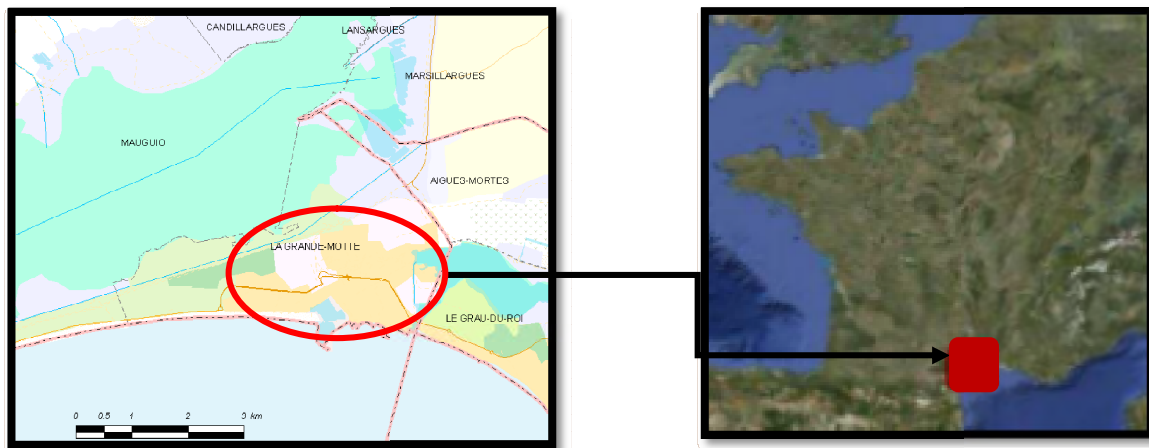 CANDILLARGUES
LANSARGUES
MARSILLARGUES
MAUGUIO
AIGUES-MORTES
LA GRANDE-MOTTE
LE GRAU-DU-ROI
0 0.5 1 2 3 km